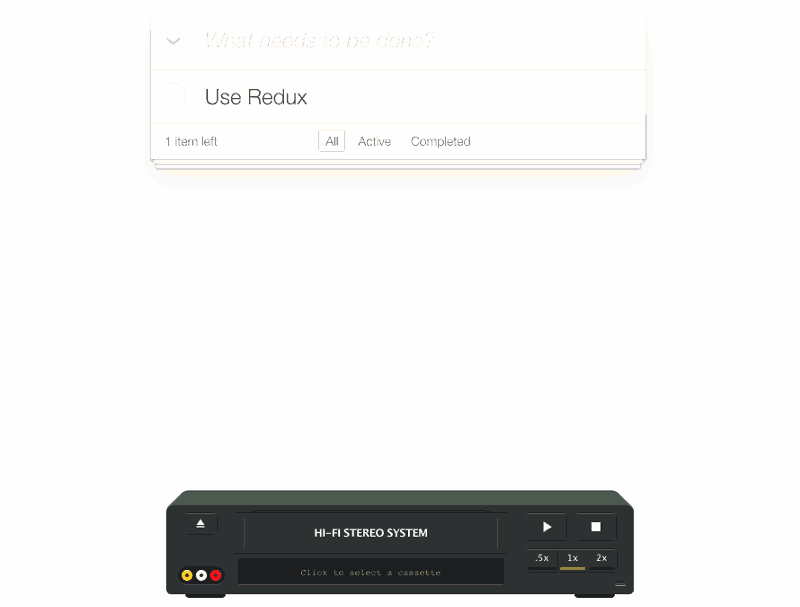 What needs to be done?
Use Redux
1 item left All Active Completed
HI-FI STEREO SYSTEM
.5x 1x 2x
Click to select a cassette